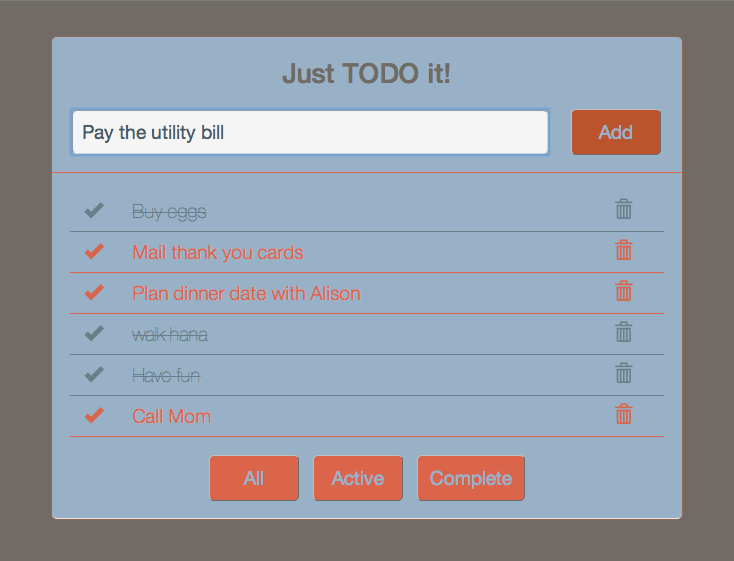 Just TODO it!
Pay the utility bill
Add
Buy eggs
Mail thank you cards
Plan dinner date with Alison
walk hana
Have fun
Call Mom
All
Active
Complete